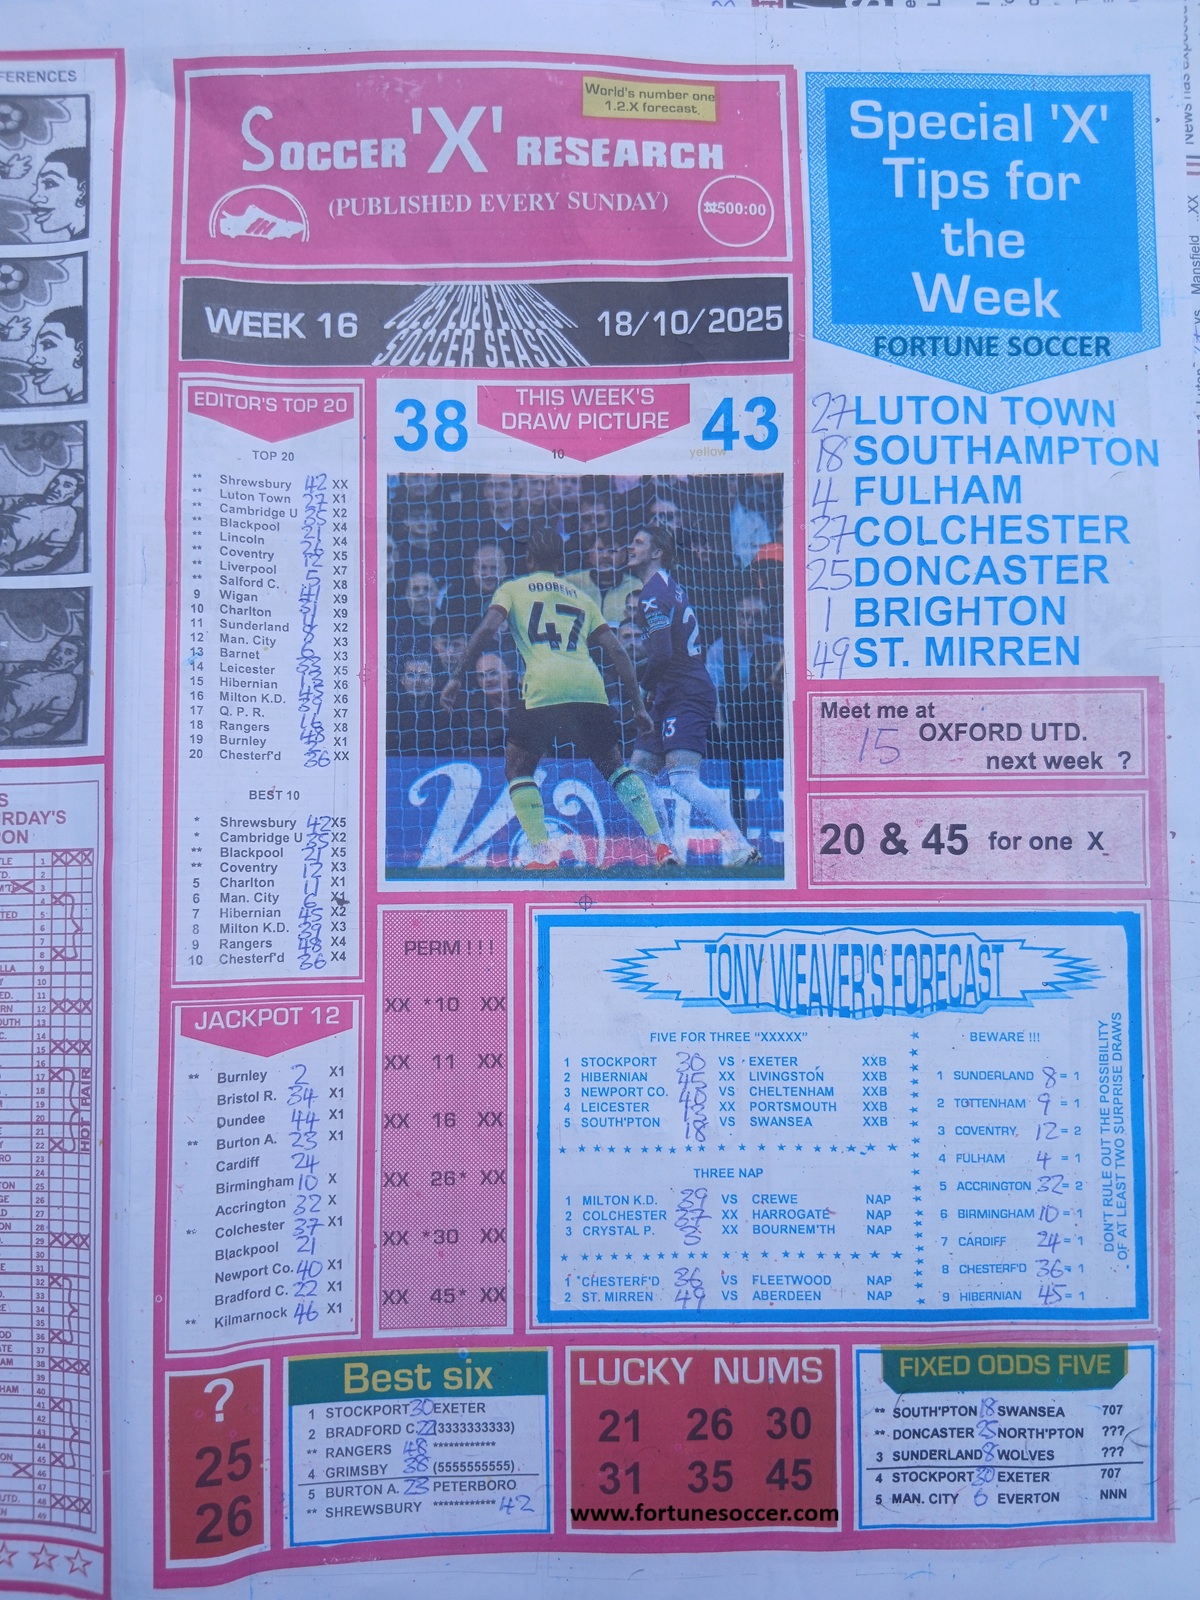 World's number one
1.2.X forecast.
SOCCER 'X' RESEARCH
(PUBLISHED EVERY SUNDAY)
₦500:00
WEEK 16
2025/2026 ENGLISH
SOCCER SEASON
18/10/2025
Special 'X'
Tips for
the
Week
FORTUNE SOCCER
27 LUTON TOWN
18 SOUTHAMPTON
4 FULHAM
37 COLCHESTER
25 DONCASTER
1 BRIGHTON
49 ST. MIRREN
Meet me at
15 OXFORD UTD.
next week ?
20 & 45 for one X
EDITOR'S TOP 20
TOP 20
** Shrewsbury 42 XX
** Luton Town 27 X1
** Cambridge U 35 X2
** Blackpool 21 X4
** Lincoln 26 X4
** Coventry 12 X5
** Liverpool 5 X7
** Salford C. 41 X8
9 Wigan 31 X9
10 Charlton X9
11 Sunderland X2
12 Man. City 6 X3
13 Barnet X3
14 Leicester X5
15 Hibernian 45 X6
16 Milton K.D. 39 X6
17 Q. P. R. X7
18 Rangers 48 X8
19 Burnley 2 X1
20 Chesterf'd 36 XX
BEST 10
* Shrewsbury 42 X5
* Cambridge U 35 X2
** Blackpool 21 X5
** Coventry 12 X3
5 Charlton 11 X1
6 Man. City 6 X1
7 Hibernian 45 X2
8 Milton K.D. 39 X3
9 Rangers 48 X4
10 Chesterf'd 36 X4
38
THIS WEEK'S
DRAW PICTURE
10
43
yellow
ODOBERT
47
2
3
JACKPOT 12
** Burnley 2 X1
Bristol R. 34 X1
Dundee 44 X1
** Burton A. 23 X1
Cardiff 24
Birmingham 10 X
Accrington 32 X
** Colchester 37 X1
Blackpool 21
Newport Co. 40 X1
Bradford C. 22 X1
** Kilmarnock 46 X1
PERM ! ! !
XX *10 XX
XX 11 XX
XX 16 XX
XX 26* XX
XX *30 XX
XX 45* XX
TONY WEAVER'S FORECAST
FIVE FOR THREE "XXXXX"
1 STOCKPORT 30 VS EXETER XXB
2 HIBERNIAN 45 XX LIVINGSTON XXB
3 NEWPORT CO. 40 VS CHELTENHAM XXB
4 LEICESTER 13 XX PORTSMOUTH XXB
5 SOUTH'PTON 18 VS SWANSEA XXB
THREE NAP
1 MILTON K.D. 39 VS CREWE NAP
2 COLCHESTER 37 XX HARROGATE NAP
3 CRYSTAL P. 3 XX BOURNEM'TH NAP
1 CHESTERF'D 36 VS FLEETWOOD NAP
2 ST. MIRREN 49 VS ABERDEEN NAP
BEWARE !!!
1 SUNDERLAND 8 = 1
2 TOTTENHAM 9 = 1
3 COVENTRY 12 = 2
4 FULHAM 4 = 1
5 ACCRINGTON 32 = 2
6 BIRMINGHAM 10 = 1
7 CARDIFF 24 = 1
8 CHESTERF'D 36 = 1
9 HIBERNIAN 45 = 1
DON'T RULE OUT THE POSSIBILITY
OF AT LEAST TWO SURPRISE DRAWS
?
25
26
Best six
1 STOCKPORT 30 EXETER
2 BRADFORD C. 22 (3333333333)
** RANGERS 48 ************
4 GRIMSBY 38 (5555555555)
5 BURTON A. 23 PETERBORO
** SHREWSBURY ************ 42
LUCKY NUMS
21 26 30
31 35 45
www.fortunesoccer.com
FIXED ODDS FIVE
** SOUTH'PTON 18 SWANSEA 707
** DONCASTER 25 NORTH'PTON ???
3 SUNDERLAND 8 WOLVES ???
4 STOCKPORT 30 EXETER 707
5 MAN. CITY 6 EVERTON NNN
HOT PAIR